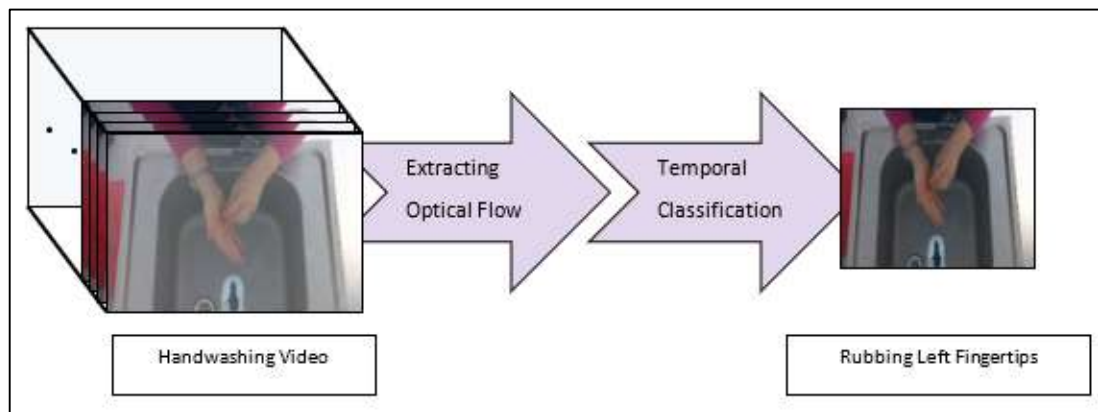 Extracting
Optical Flow
Temporal
Classification
Handwashing Video
Rubbing Left Fingertips